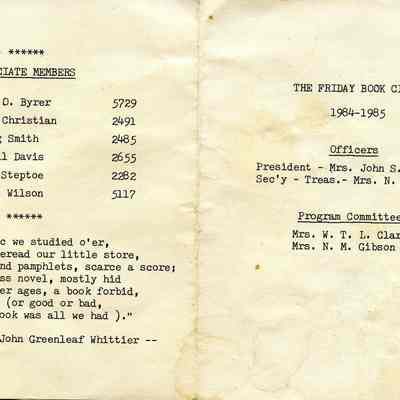 ******
CIATE MEMBERS
D. Byrer 5729
Christian 2491
g Smith 2485
l Davis 2655
Steptoe 2282
Wilson 5117
******
c we studied o'er,
eread our little store,
nd pamphlets, scarce a score;
ss novel, mostly hid
er ages, a book forbid,
(or good or bad,
ook was all we had )."
John Greenleaf Whittier --
THE FRIDAY BOOK C
1984-1985
Officers
President - Mrs. John S.
Sec'y - Treas.- Mrs. N.
Program Committee
Mrs. W. T. L. Clar
Mrs. N. M. Gibson